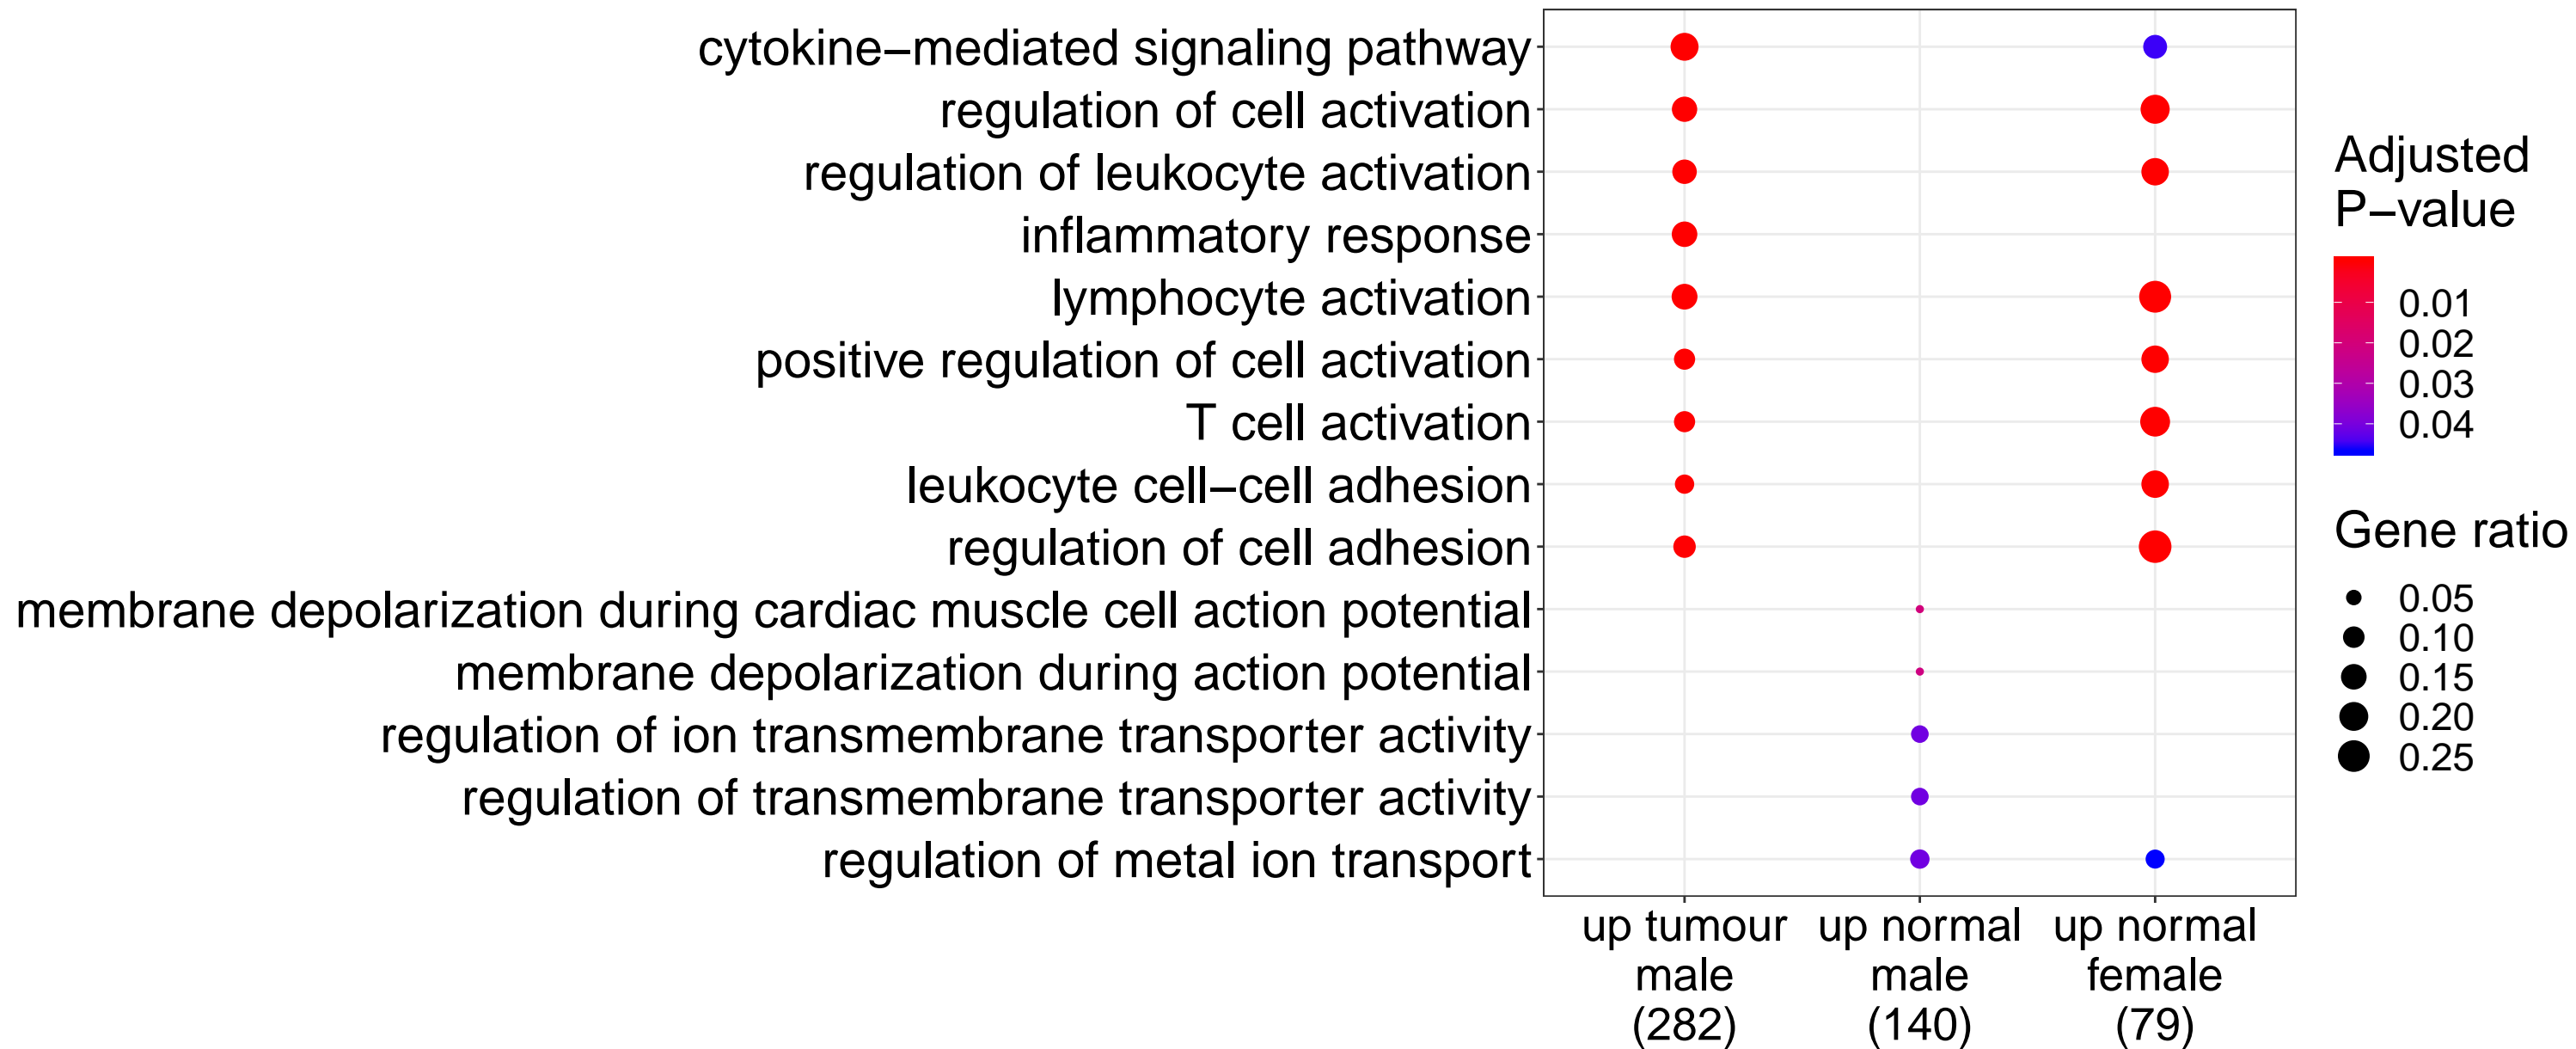 cytokine−mediated signaling pathway
regulation of cell activation
regulation of leukocyte activation
inflammatory response
lymphocyte activation
positive regulation of cell activation
T cell activation
leukocyte cell−cell adhesion
regulation of cell adhesion
membrane depolarization during cardiac muscle cell action potential
membrane depolarization during action potential
regulation of ion transmembrane transporter activity
regulation of transmembrane transporter activity
regulation of metal ion transport
up tumour
male
(282)
up normal
male
(140)
up normal
female
(79)
Adjusted
P−value
0.01
0.02
0.03
0.04
Gene ratio
0.05
0.10
0.15
0.20
0.25